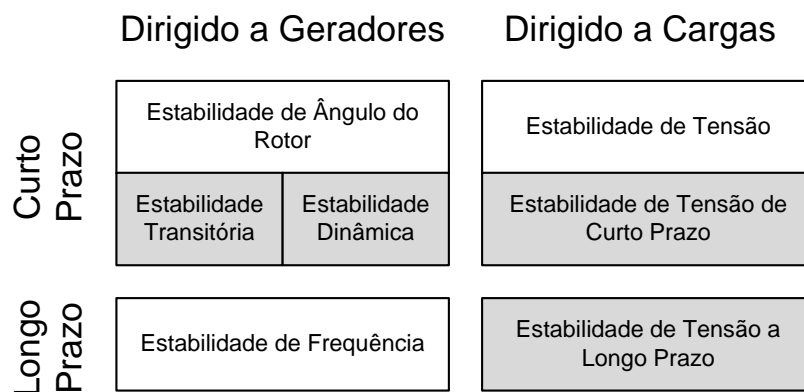 Dirigido a Geradores
Dirigido a Cargas
Curto
Prazo
Estabilidade de Ângulo do
Rotor
Estabilidade de Tensão
Estabilidade
Transitória
Estabilidade
Dinâmica
Estabilidade de Tensão de
Curto Prazo
Longo
Prazo
Estabilidade de Frequência
Estabilidade de Tensão a
Longo Prazo